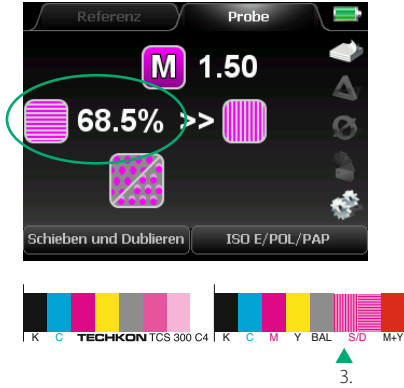 Referenz Probe
M 1.50
68.5% >>
Schieben und Dublieren ISO E/POL/PAP
K C TECHKON TCS 300 C4 K C M Y BAL S/D M+Y
3.